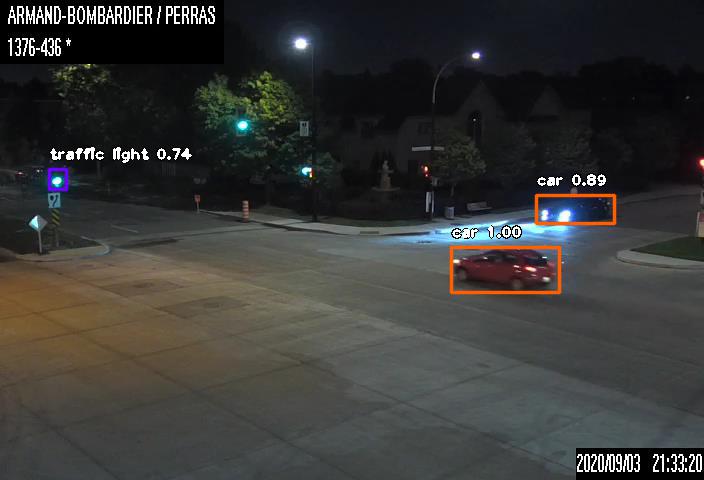 ARMAND-BOMBARDIER / PERRAS
1376-436 *
traffic light 0.74
car 0.89
car 1.00
97
2020/09/03 21:33:20